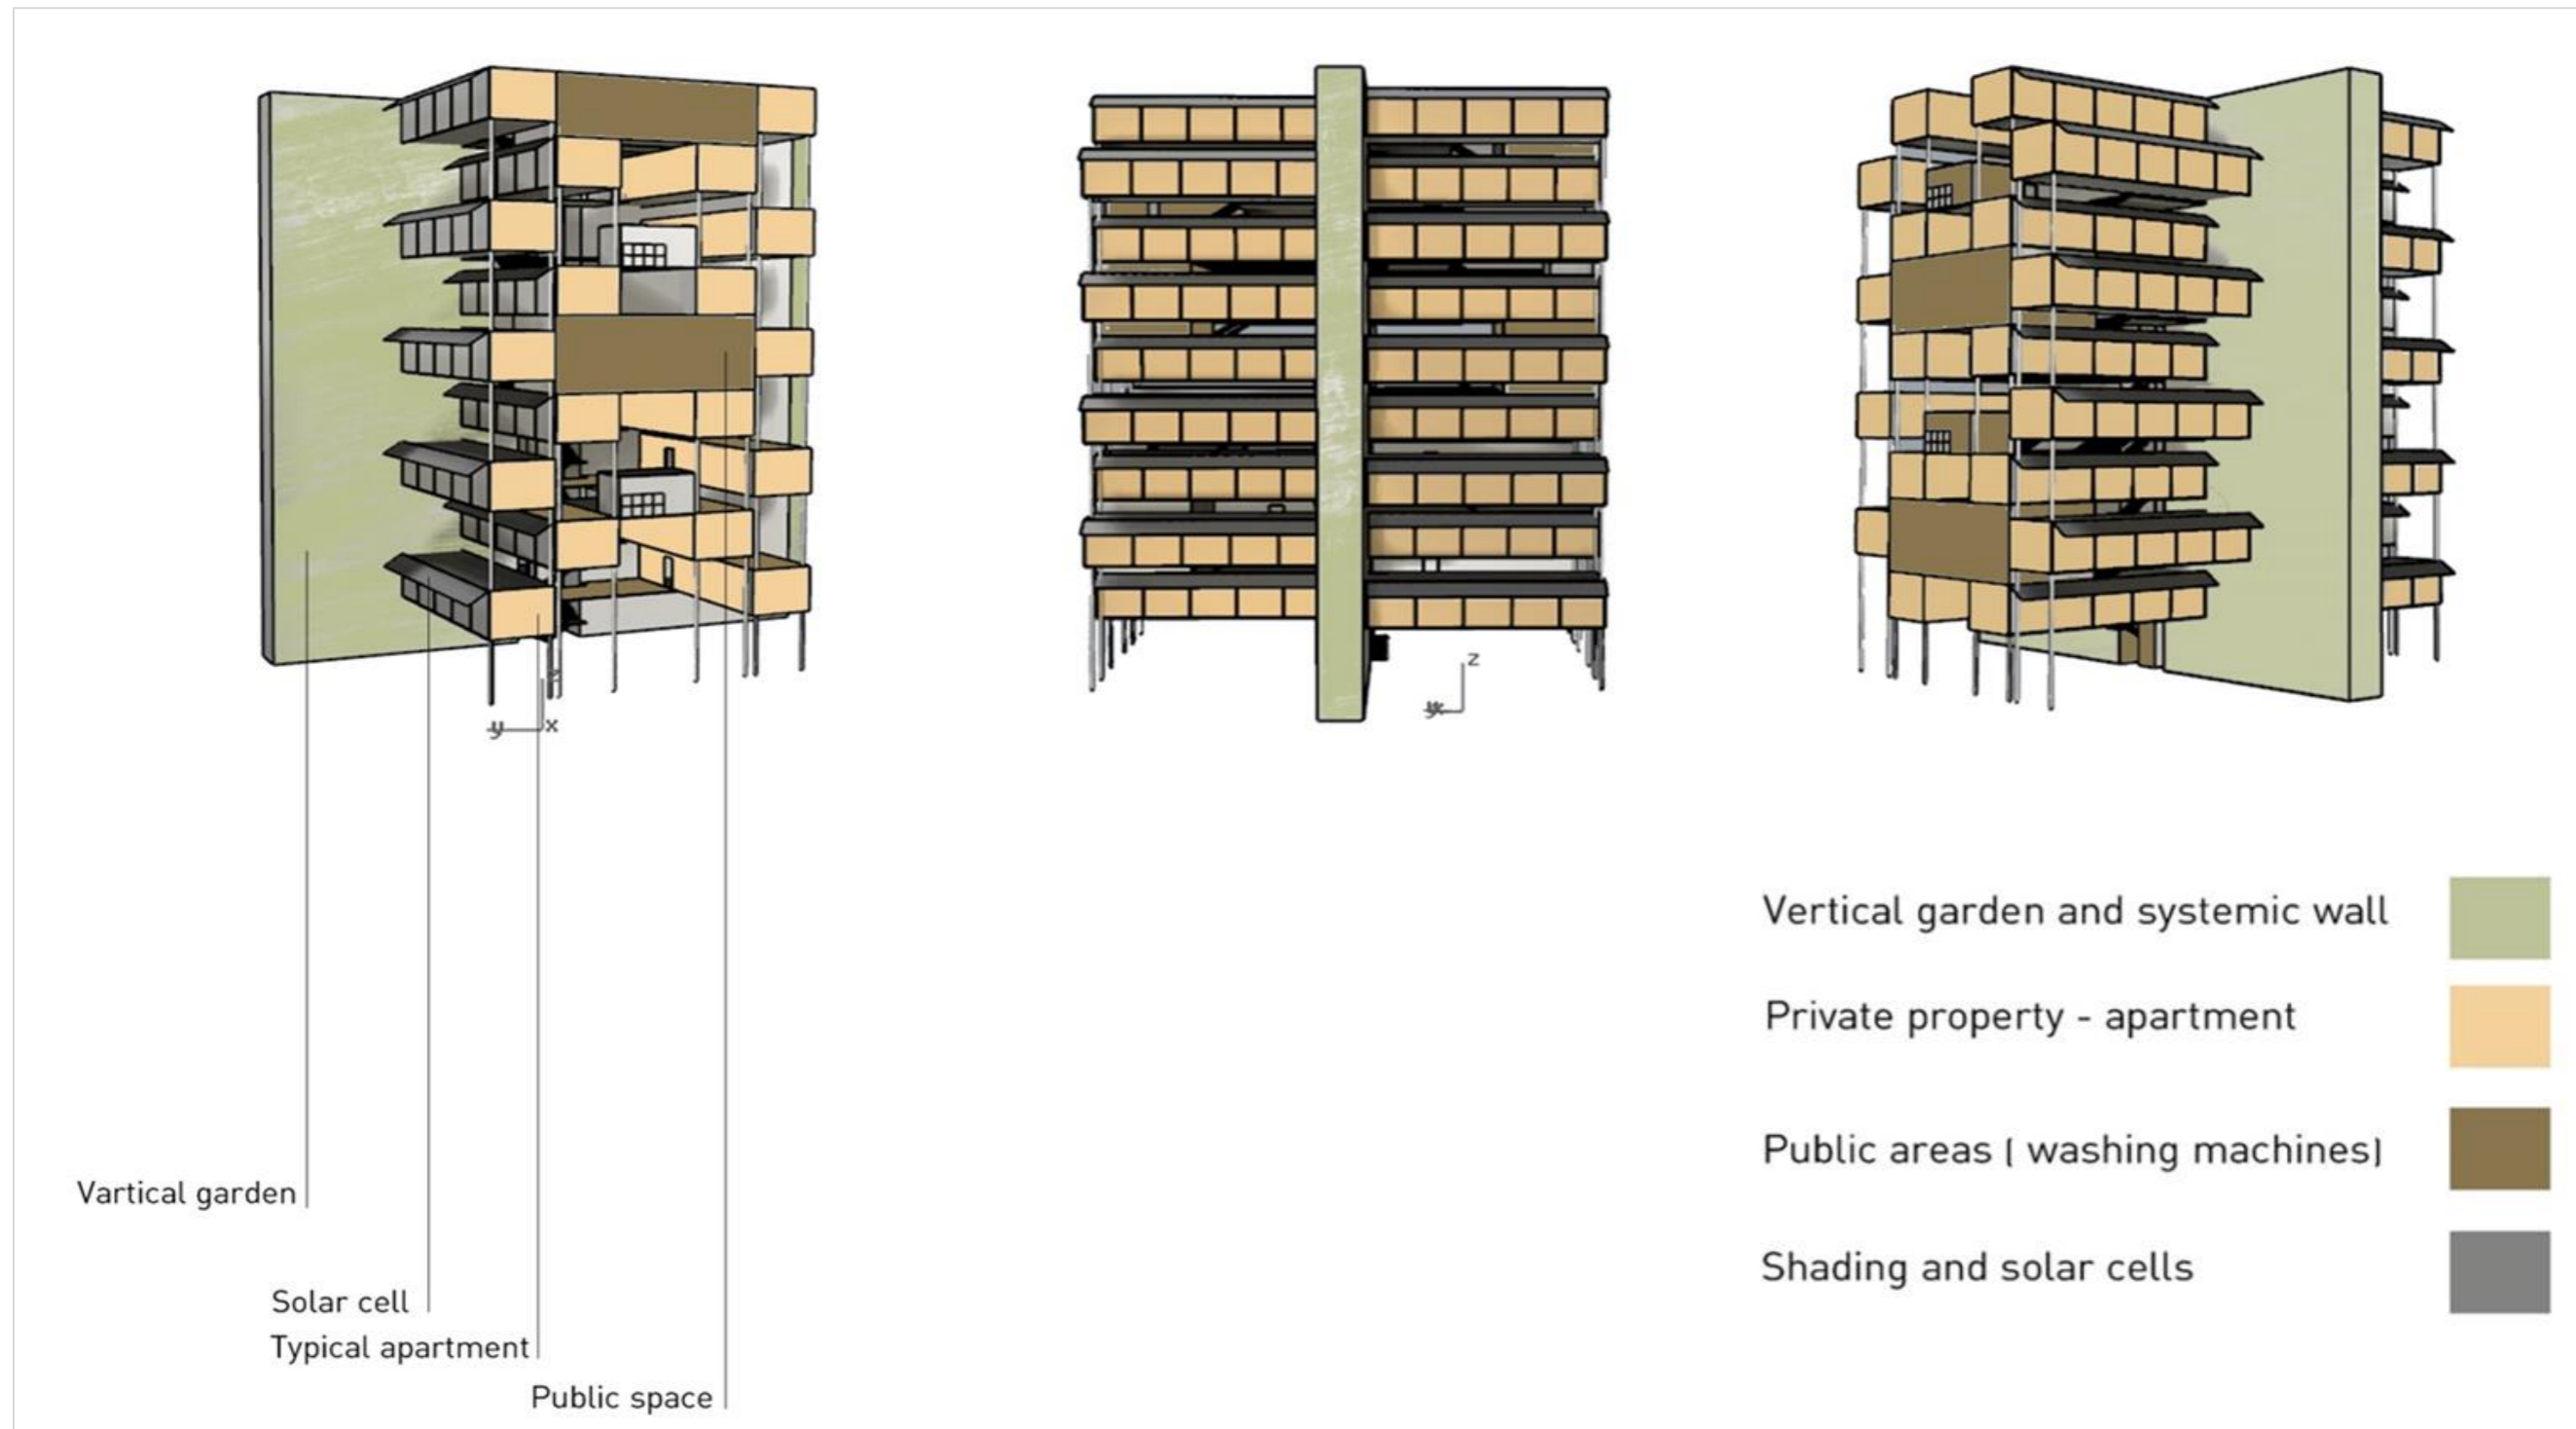 y x
z
Vertical garden and systemic wall
Private property - apartment
Public areas ( washing machines)
Shading and solar cells
Vartical garden
Solar cell
Typical apartment
Public space